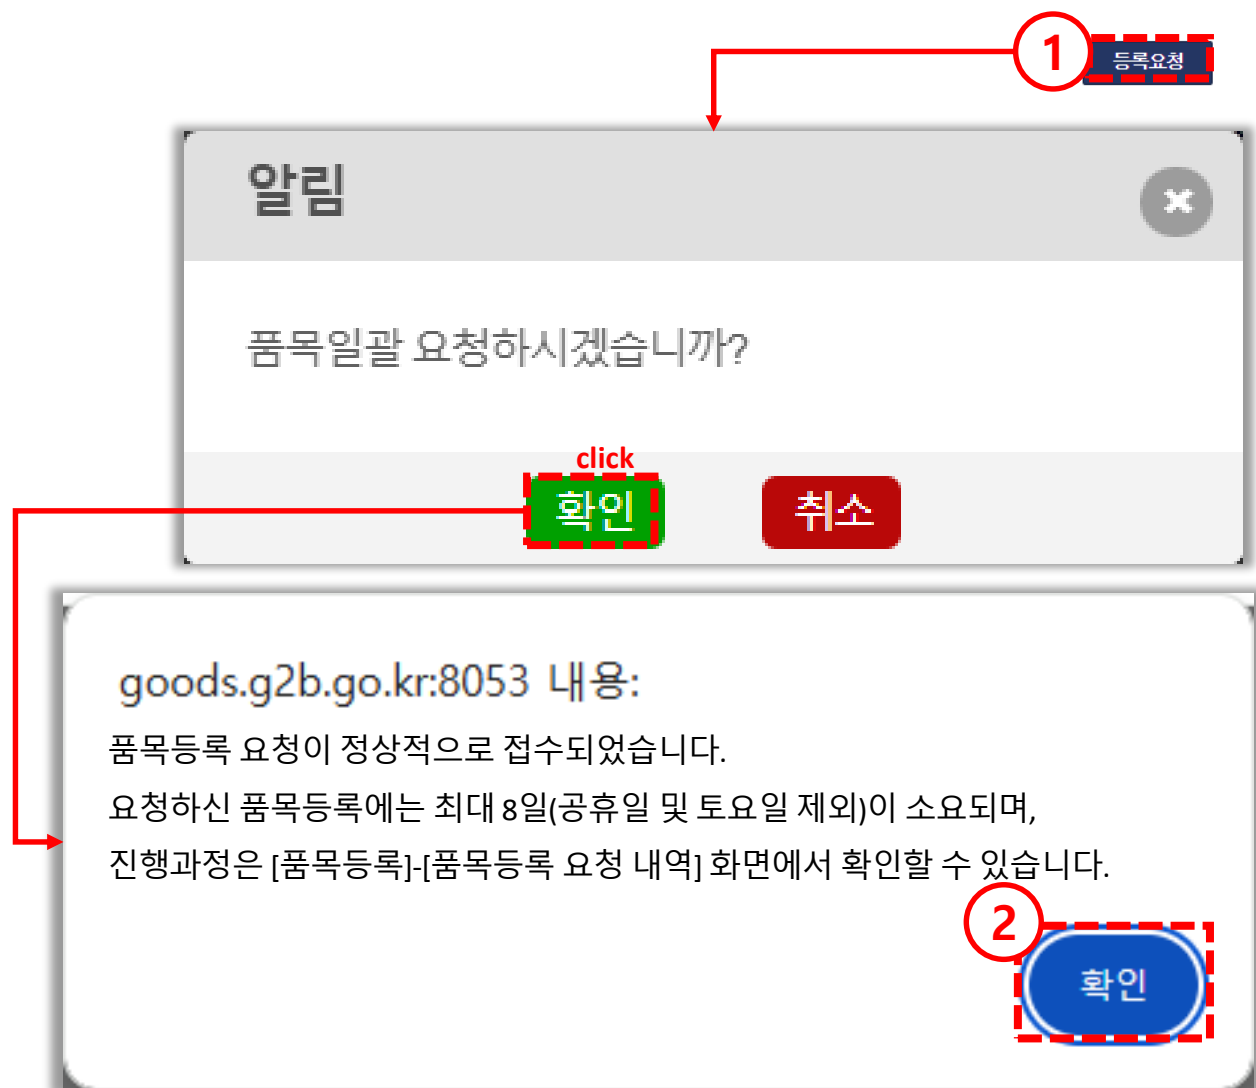 1
등록요청
알림
품목일괄 요청하시겠습니까?
click
확인
취소
goods.g2b.go.kr:8053 내용:
품목등록 요청이 정상적으로 접수되었습니다.
요청하신 품목등록에는 최대 8일(공휴일 및 토요일 제외)이 소요되며,
진행과정은 [품목등록]-[품목등록 요청 내역] 화면에서 확인할 수 있습니다.
2
확인